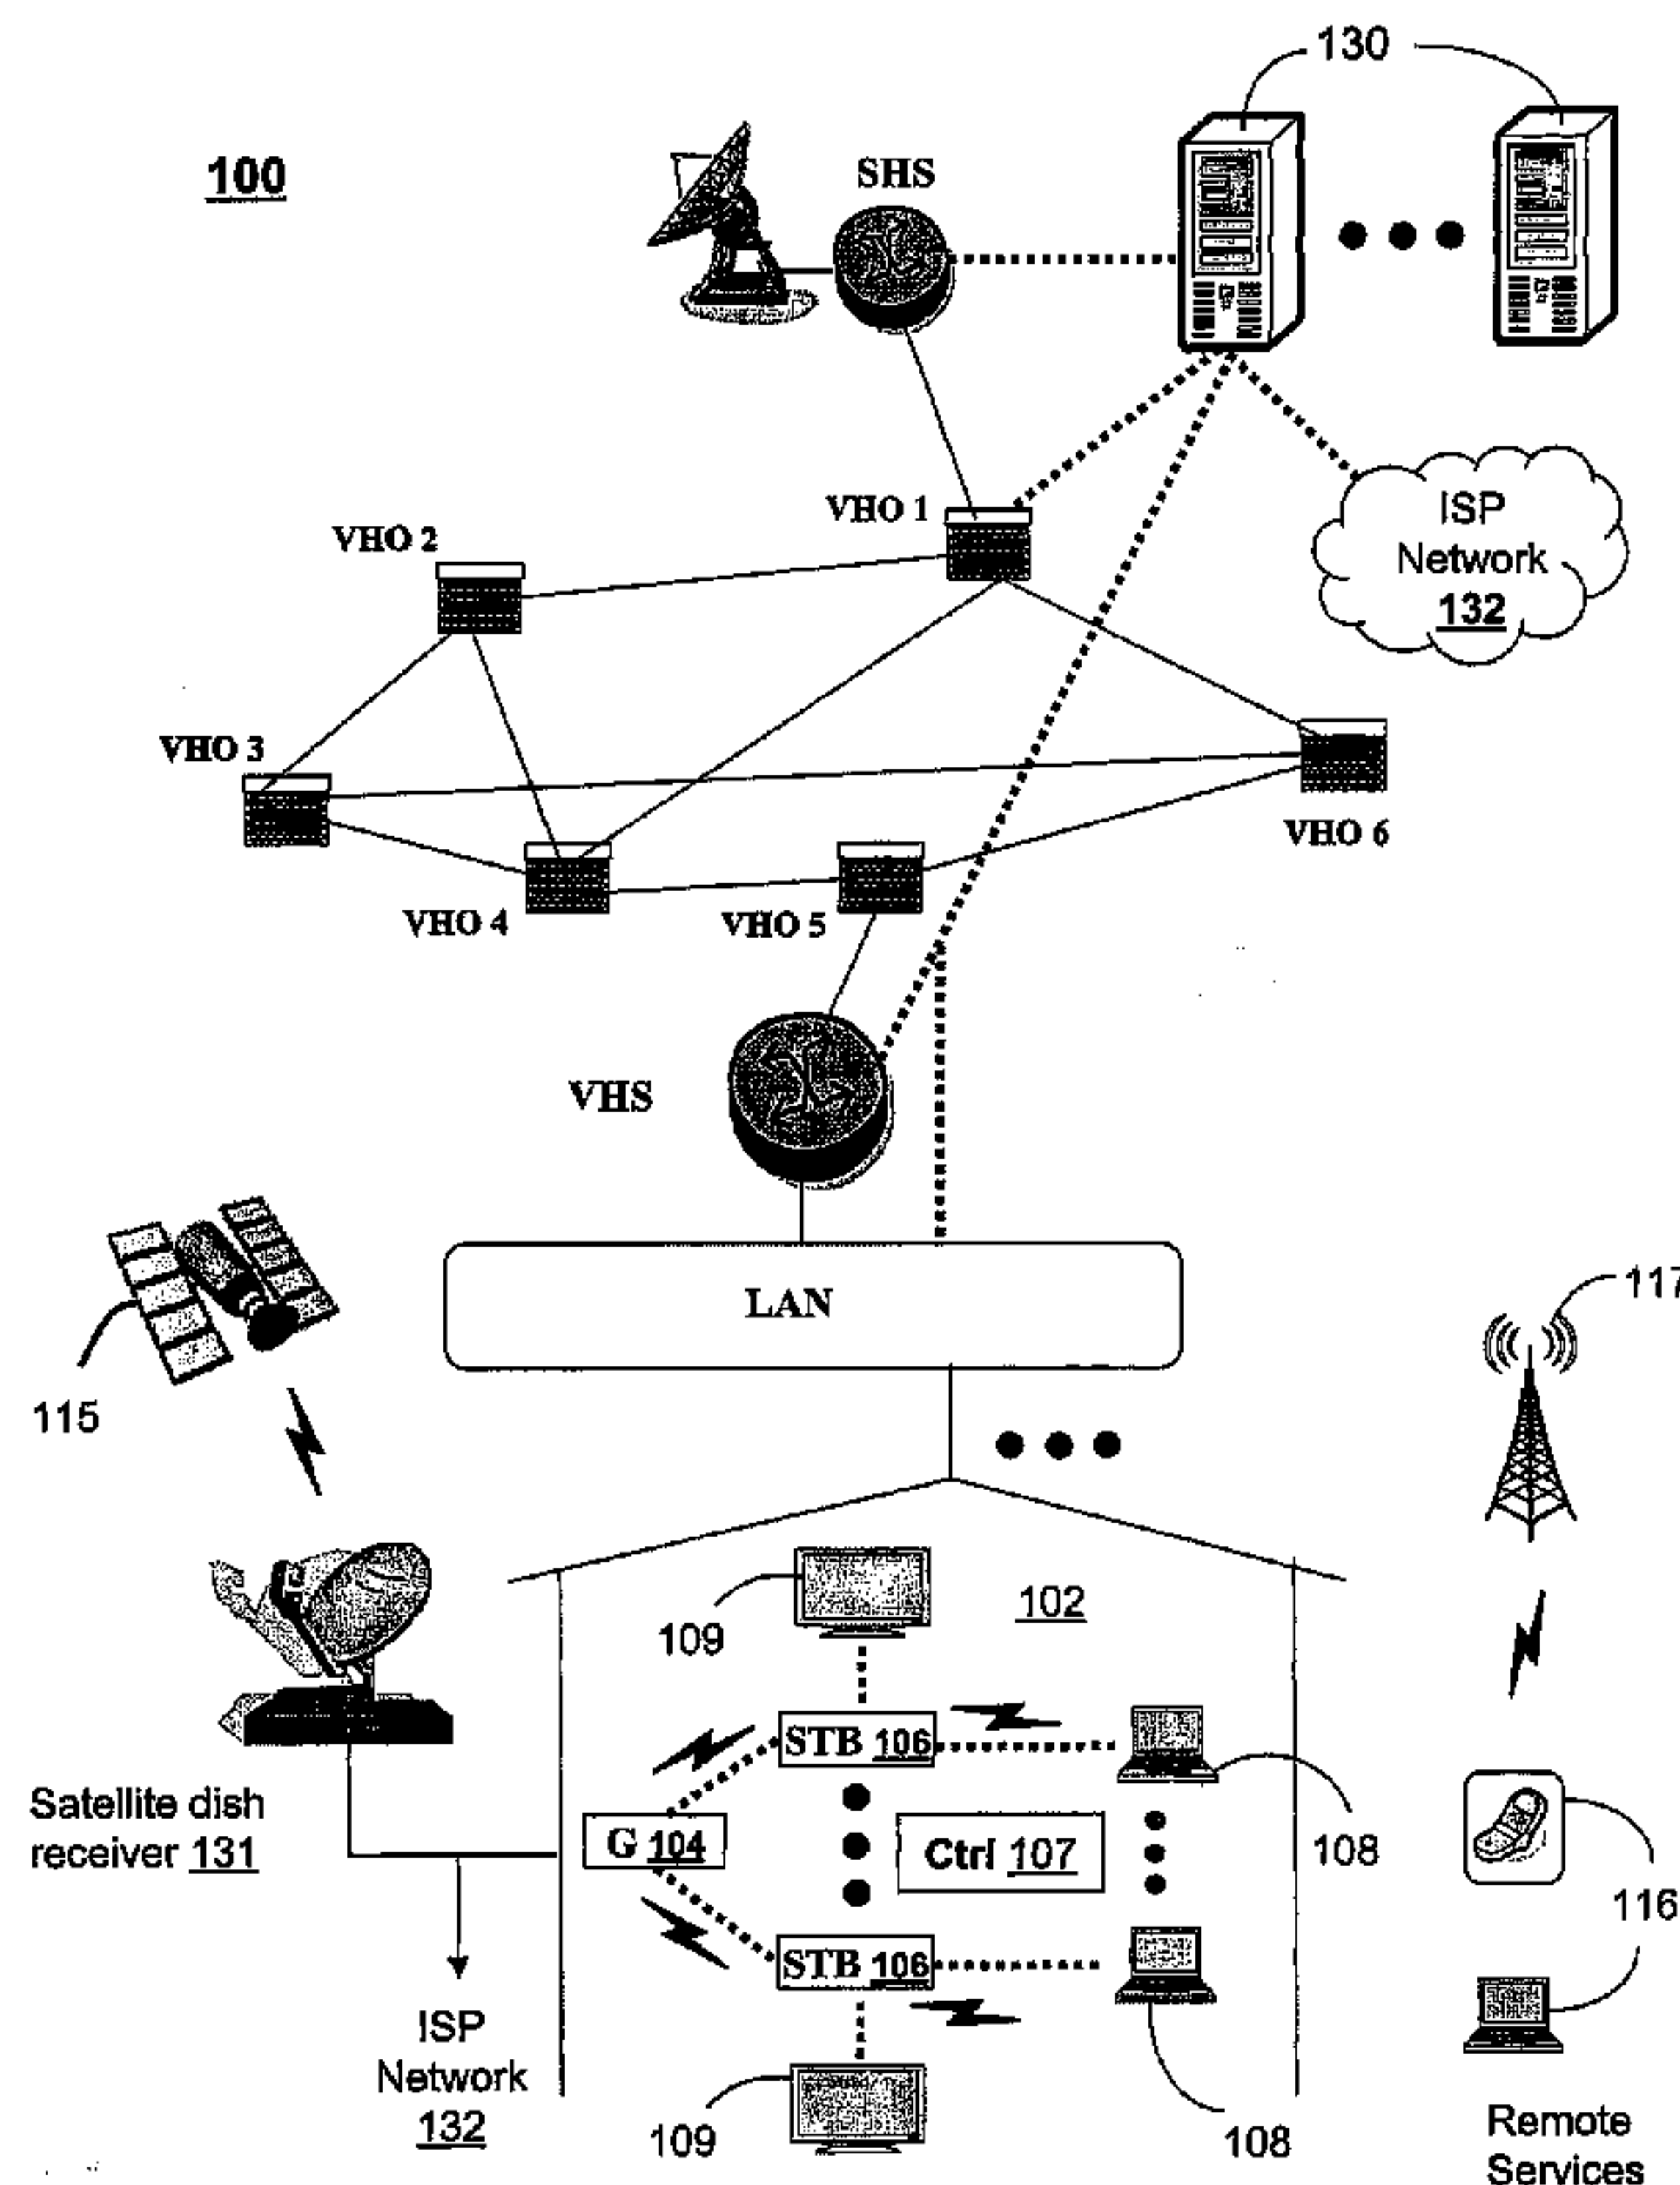 130
100
SHS
VHO 1
ISP
Network
132
VHO 2
VHO 3
VHO 6
VHO 4
VHO 5
VHS
LAN
117
115
109
102
STB 106
Satellite dish
receiver 131
G 104
Ctrl 107
108
116
STB 106
ISP
Network
132
109
108
Remote
Services